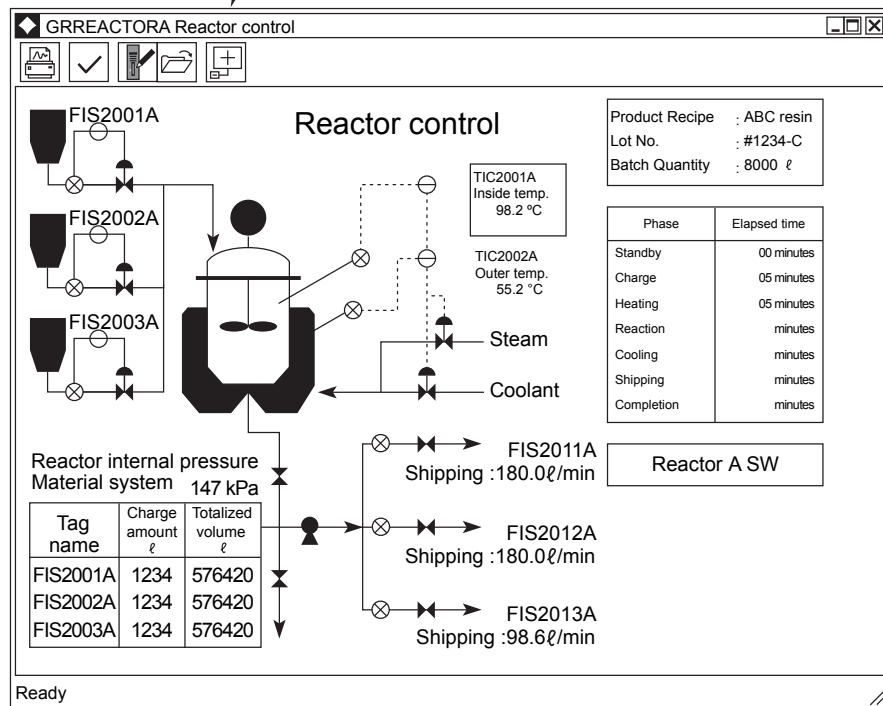 GRREACTORA Reactor control
FIS2001A
Reactor control
Product Recipe : ABC resin
Lot No. : #1234-C
Batch Quantity : 8000 ℓ
TIC2001A
Inside temp.
98.2 ºC
FIS2002A
Phase Elapsed time
Standby 00 minutes
Charge 05 minutes
Heating 05 minutes
Reaction minutes
Cooling minutes
Shipping minutes
Completion minutes
TIC2002A
Outer temp.
55.2 °C
FIS2003A
Steam
Coolant
Reactor internal pressure
Material system 147 kPa
FIS2011A
Shipping :180.0ℓ/min
Reactor A SW
Tag name
Charge amount ℓ
Totalized volume ℓ
FIS2001A 1234 576420
FIS2002A 1234 576420
FIS2003A 1234 576420
FIS2012A
Shipping :180.0ℓ/min
FIS2013A
Shipping :98.6ℓ/min
Ready